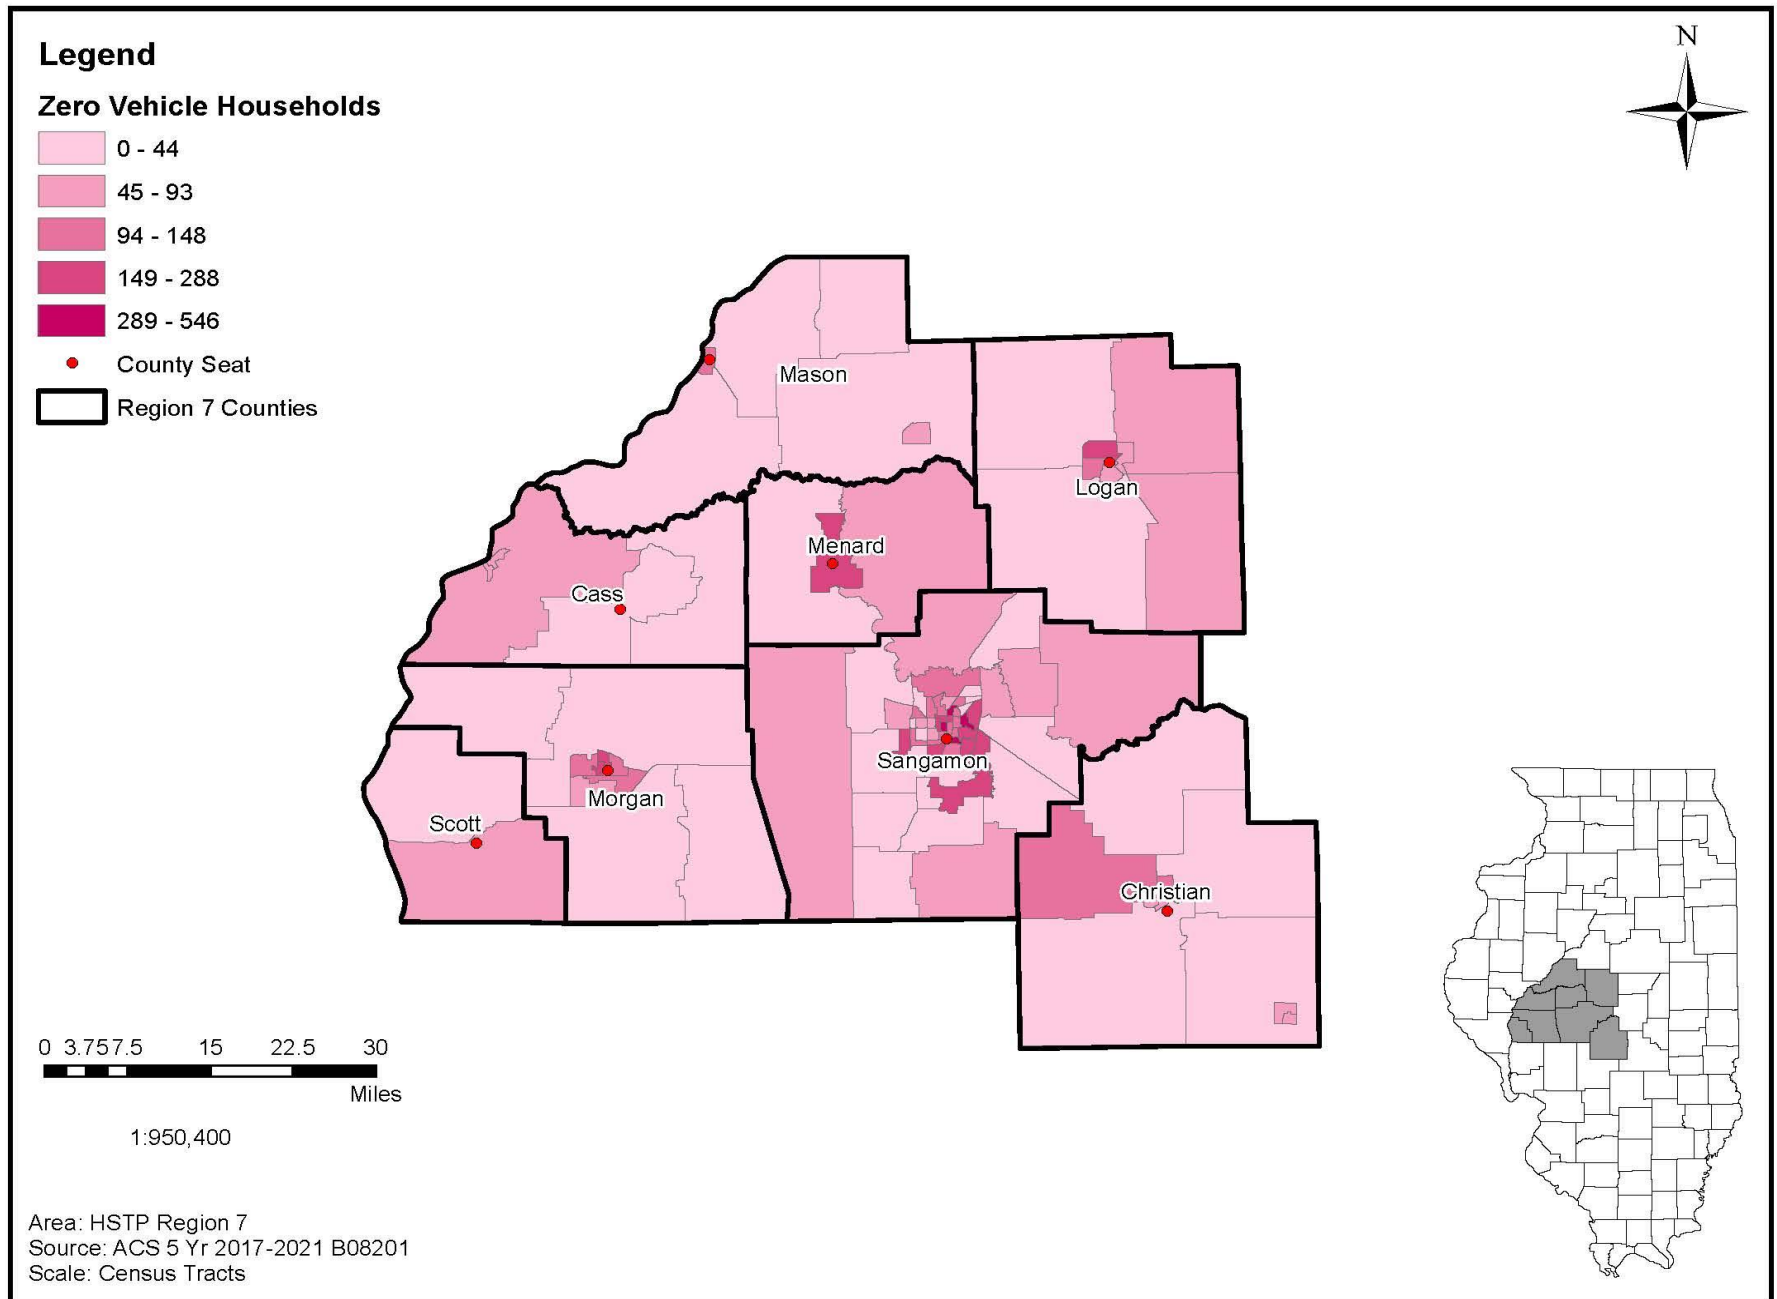 Legend
Zero Vehicle Households
0 - 44
45 - 93
94 - 148
149 - 288
289 - 546
County Seat
Region 7 Counties
N
Mason
Logan
Menard
Cass
Sangamon
Morgan
Scott
Christian
0 3.75 7.5 15 22.5 30
Miles
1:950,400
Area: HSTP Region 7
Source: ACS 5 Yr 2017-2021 B08201
Scale: Census Tracts